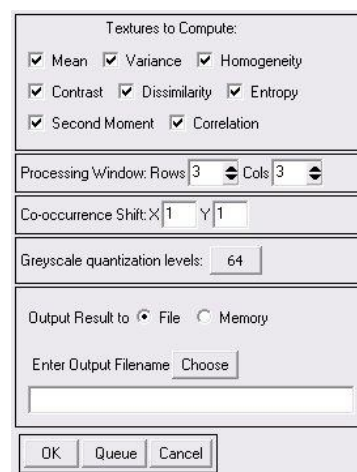 Textures to Compute:
Mean Variance Homogeneity
Contrast Dissimilarity Entropy
Second Moment Correlation
Processing Window: Rows 3 Cols 3
Co-occurrence Shift: X 1 Y 1
Greyscale quantization levels: 64
Output Result to File Memory
Enter Output Filename Choose
OK Queue Cancel